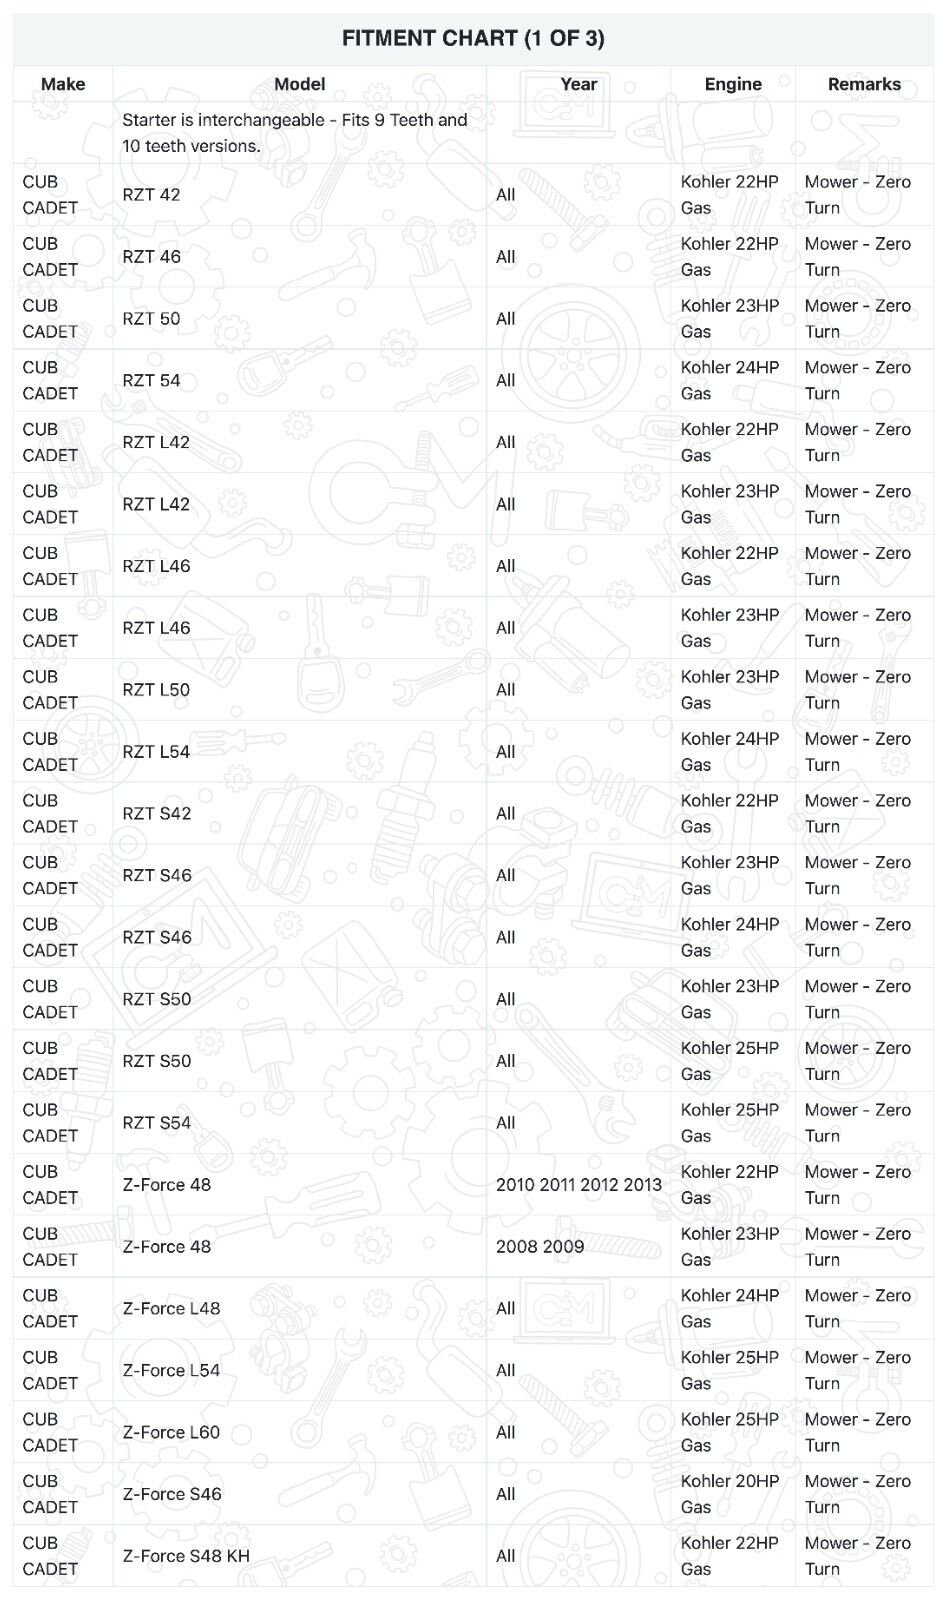 FITMENT CHART (1 OF 3)
Make Model Year Engine Remarks
Starter is interchangeable - Fits 9 Teeth and
10 teeth versions.
CUB CADET RZT 42 All Kohler 22HP Gas Mower - Zero Turn
CUB CADET RZT 46 All Kohler 22HP Gas Mower - Zero Turn
CUB CADET RZT 50 All Kohler 23HP Gas Mower - Zero Turn
CUB CADET RZT 54 All Kohler 24HP Gas Mower - Zero Turn
CUB CADET RZT L42 All Kohler 22HP Gas Mower - Zero Turn
CUB CADET RZT L42 All Kohler 23HP Gas Mower - Zero Turn
CUB CADET RZT L46 All Kohler 22HP Gas Mower - Zero Turn
CUB CADET RZT L46 All Kohler 23HP Gas Mower - Zero Turn
CUB CADET RZT L50 All Kohler 23HP Gas Mower - Zero Turn
CUB CADET RZT L54 All Kohler 24HP Gas Mower - Zero Turn
CUB CADET RZT S42 All Kohler 22HP Gas Mower - Zero Turn
CUB CADET RZT S46 All Kohler 23HP Gas Mower - Zero Turn
CUB CADET RZT S46 All Kohler 24HP Gas Mower - Zero Turn
CUB CADET RZT S50 All Kohler 23HP Gas Mower - Zero Turn
CUB CADET RZT S50 All Kohler 25HP Gas Mower - Zero Turn
CUB CADET RZT S54 All Kohler 25HP Gas Mower - Zero Turn
CUB CADET Z-Force 48 2010 2011 2012 2013 Kohler 22HP Gas Mower - Zero Turn
CUB CADET Z-Force 48 2008 2009 Kohler 23HP Gas Mower - Zero Turn
CUB CADET Z-Force L48 All Kohler 24HP Gas Mower - Zero Turn
CUB CADET Z-Force L54 All Kohler 25HP Gas Mower - Zero Turn
CUB CADET Z-Force L60 All Kohler 25HP Gas Mower - Zero Turn
CUB CADET Z-Force S46 All Kohler 20HP Gas Mower - Zero Turn
CUB CADET Z-Force S48 KH All Kohler 22HP Gas Mower - Zero Turn